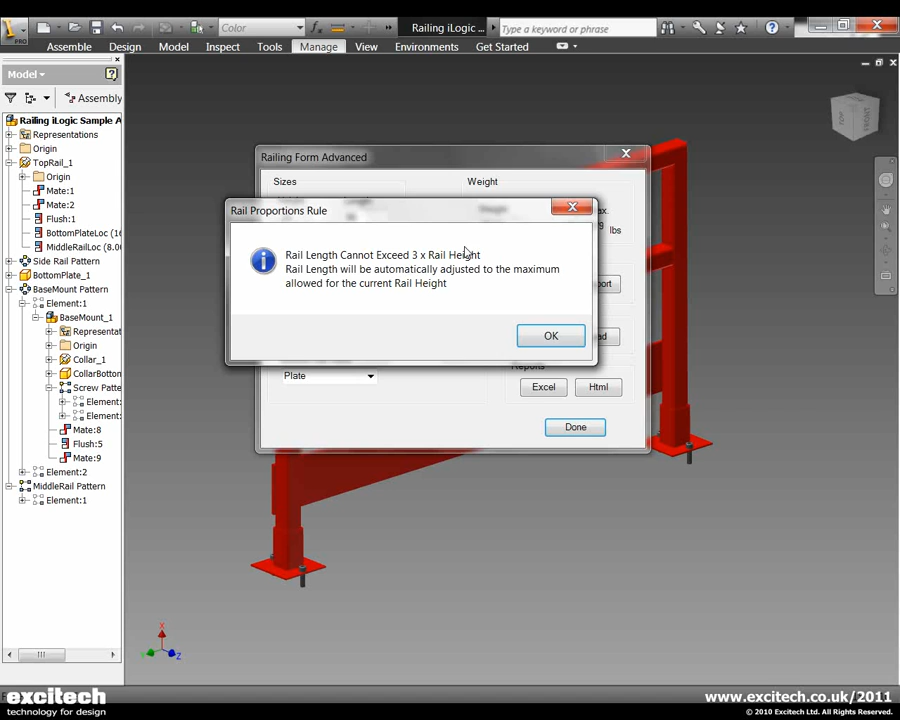 Color
Railing iLogic ...
Type a keyword or phrase
Assemble Design Model Inspect Tools Manage View Environments Get Started
Model
Assembly
Railing iLogic Sample A
Representations
Origin
TopRail_1
Origin
Mate:1
Mate:2
Flush:1
BottomPlateLoc (16
MiddleRailLoc (8.00
Side Rail Pattern
BottomPlate_1
BaseMount Pattern
Element:1
BaseMount_1
Representat
Origin
Collar_1
CollarBotton
Screw Patte
Element:
Element:
Mate:8
Flush:5
Mate:9
Element:2
MiddleRail Pattern
Element:1
Railing Form Advanced
Sizes
Weight
lbs
Rail Proportions Rule
Rail Length Cannot Exceed 3 x Rail Height
Rail Length will be automatically adjusted to the maximum
allowed for the current Rail Height
OK
Plate
Reports
Excel
Html
Done
X
Z
excitech
technology for design
www.excitech.co.uk/2011
© 2010 Excitech Ltd. All Rights Reserved.